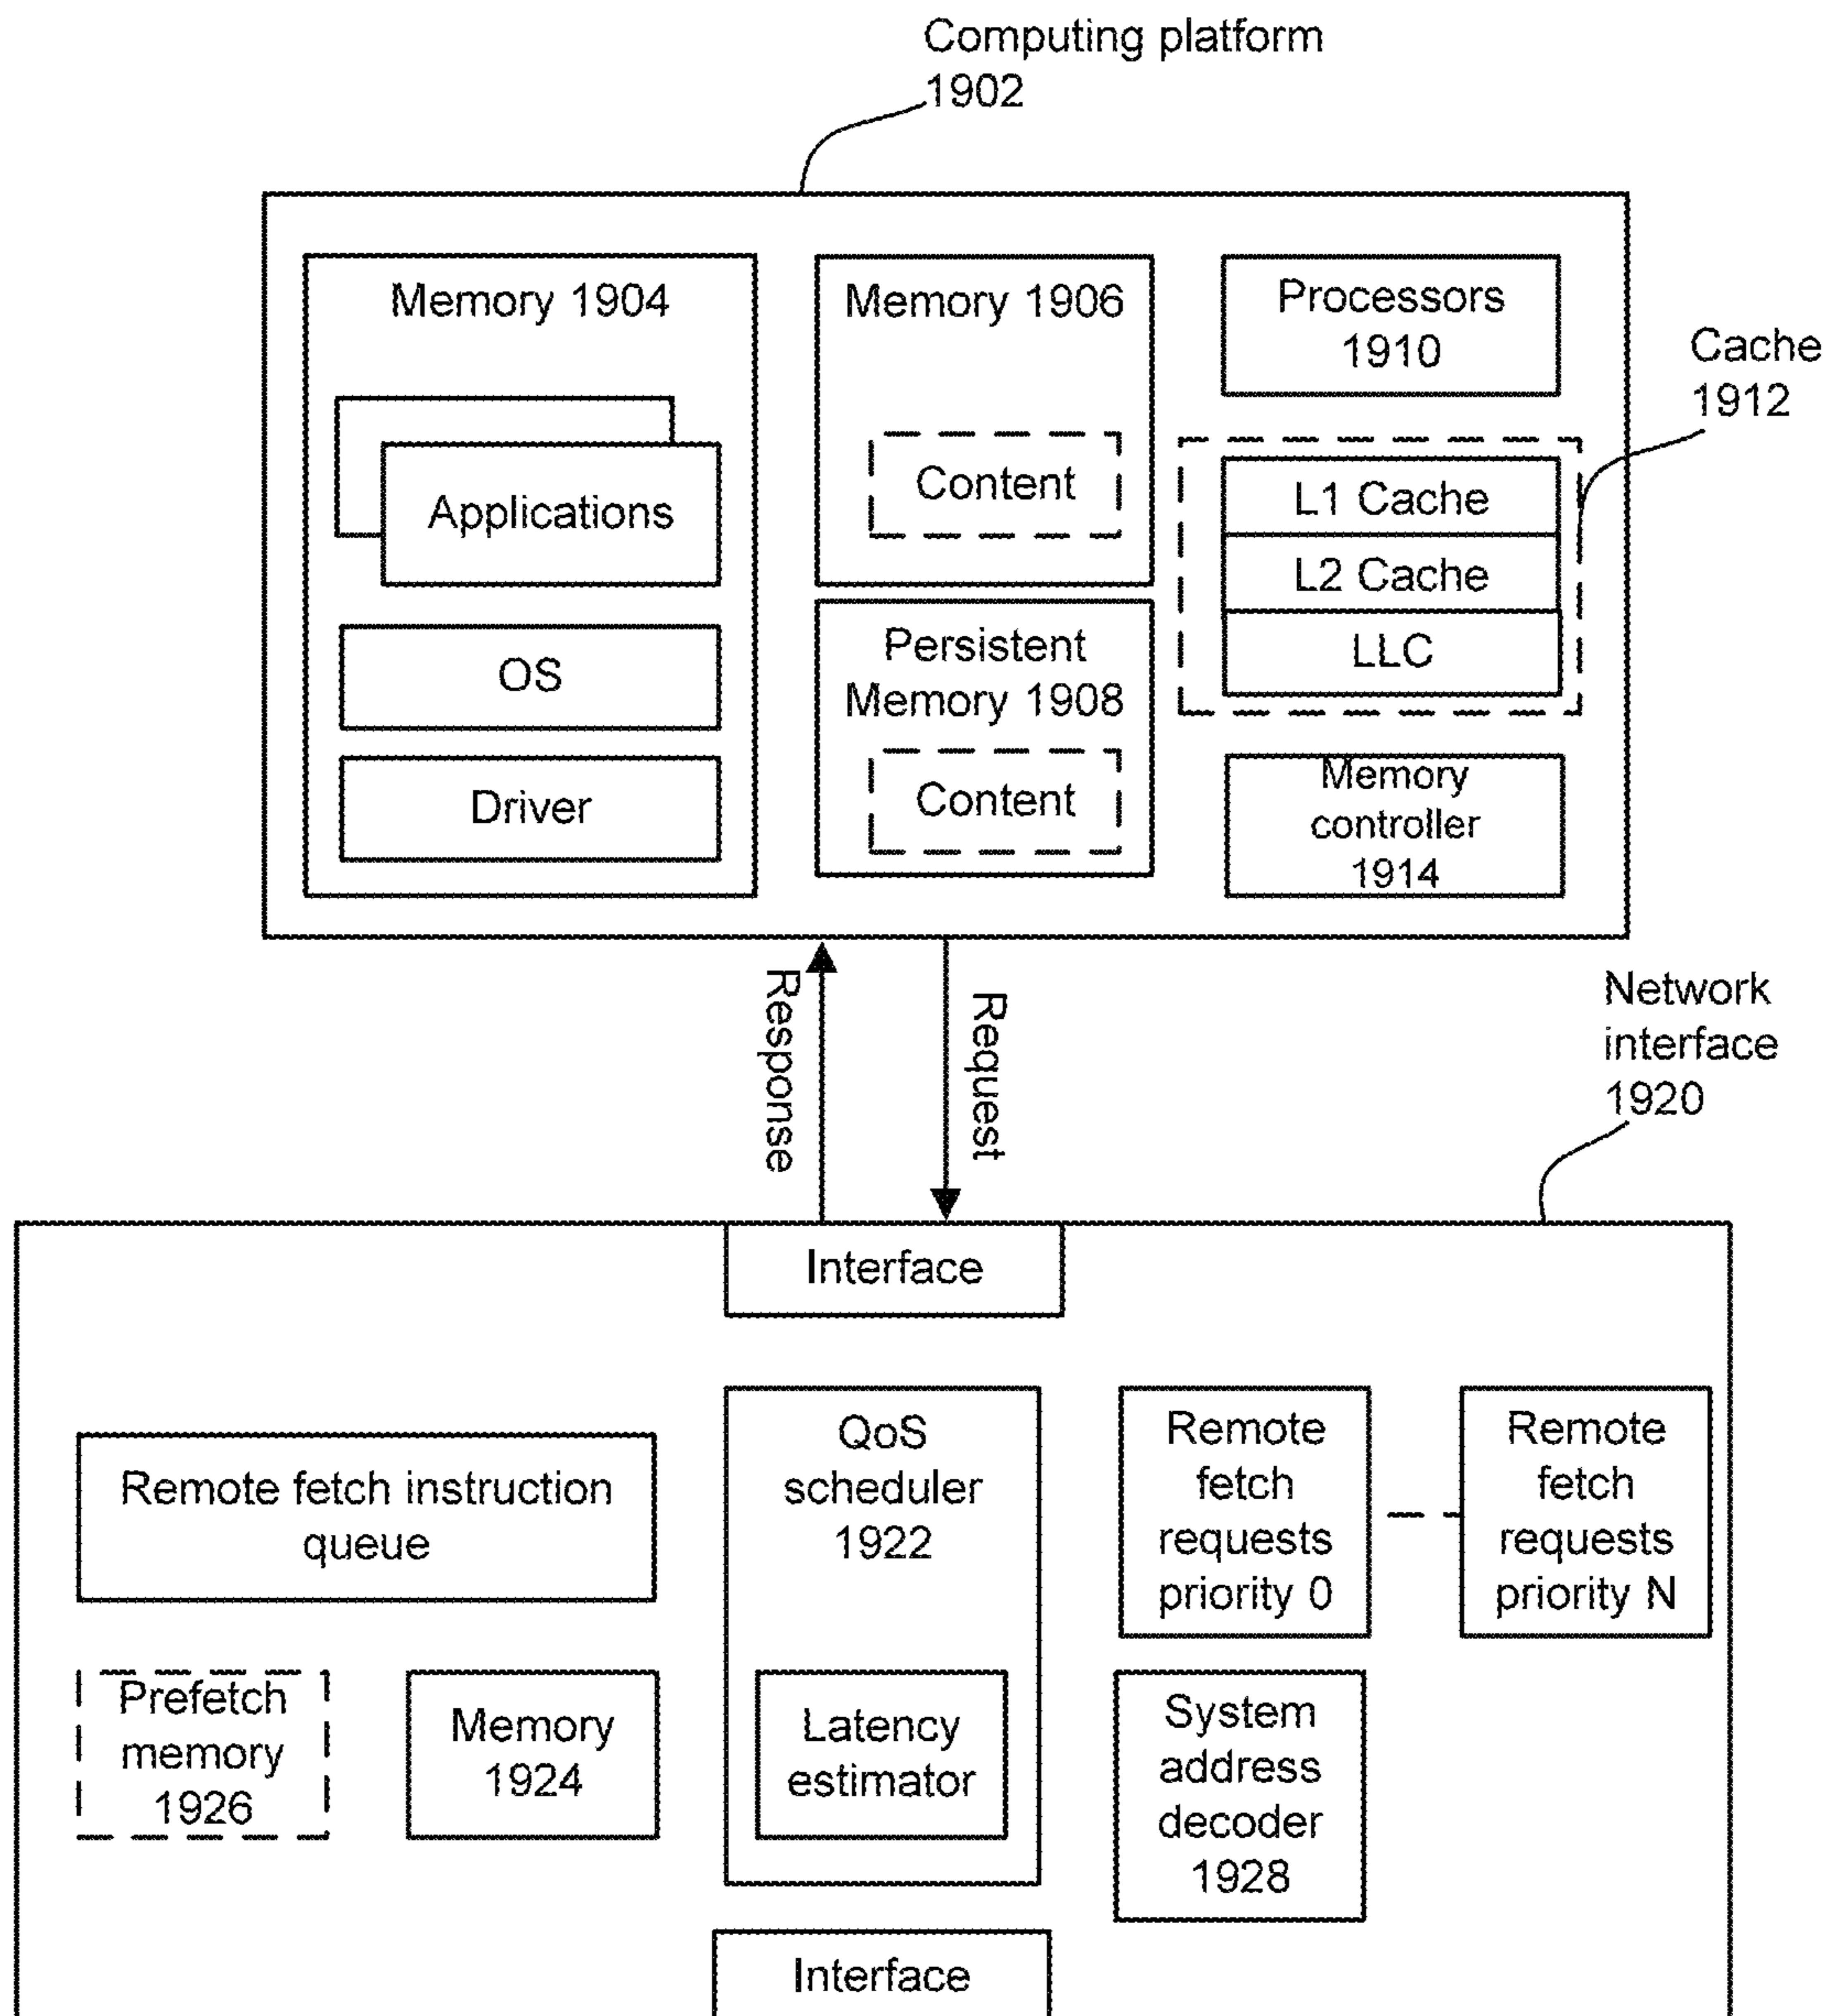 Computing platform
1902
Memory 1904
Applications
OS
Driver
Memory 1906
Content
Persistent
Memory 1908
Content
Processors
1910
Cache
1912
L1 Cache
L2 Cache
LLC
Memory
controller
1914
Response
Request
Network
interface
1920
Interface
Remote fetch instruction
queue
QoS
scheduler
1922
Remote
fetch
requests
priority 0
Remote
fetch
requests
priority N
Prefetch
memory
1926
Memory
1924
Latency
estimator
System
address
decoder
1928
Interface